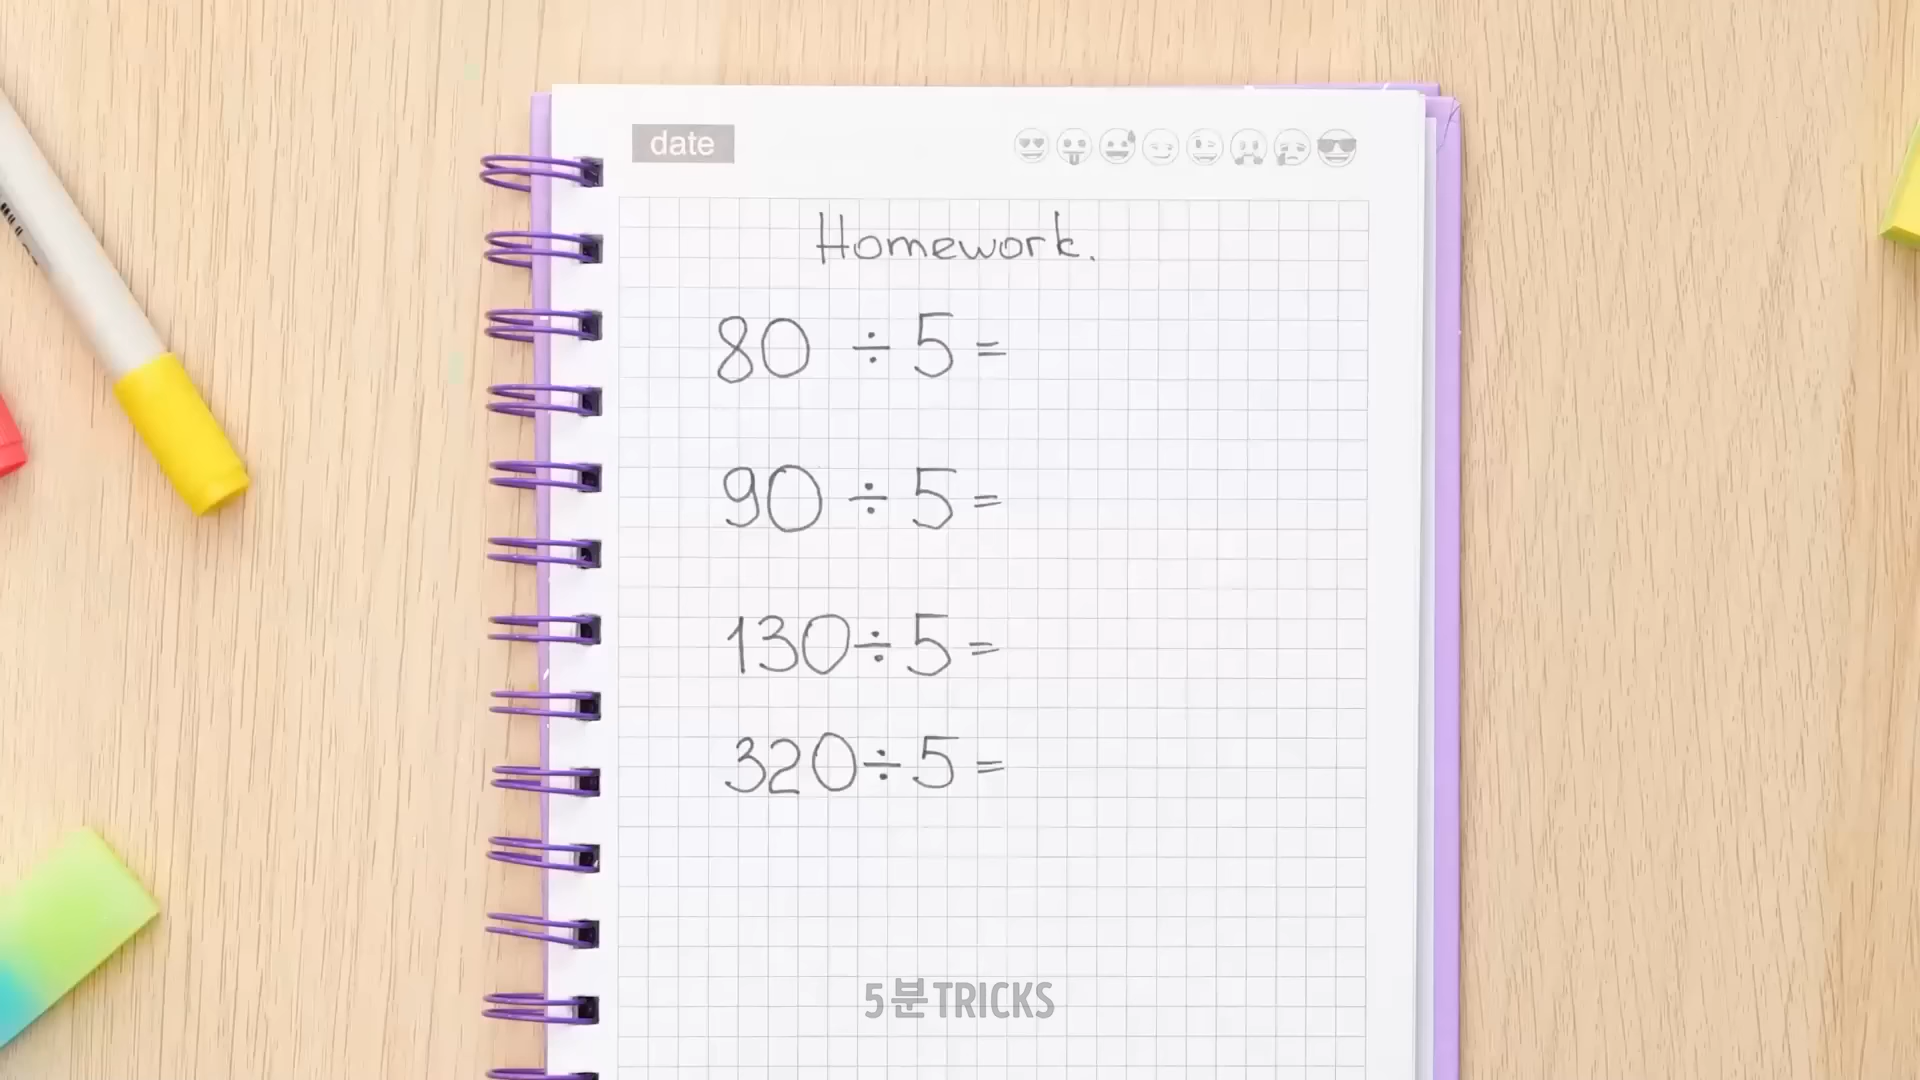 date
Homework.
80 ÷ 5 =
90 ÷ 5 =
130 ÷ 5 =
320 ÷ 5 =
5분 TRICKS